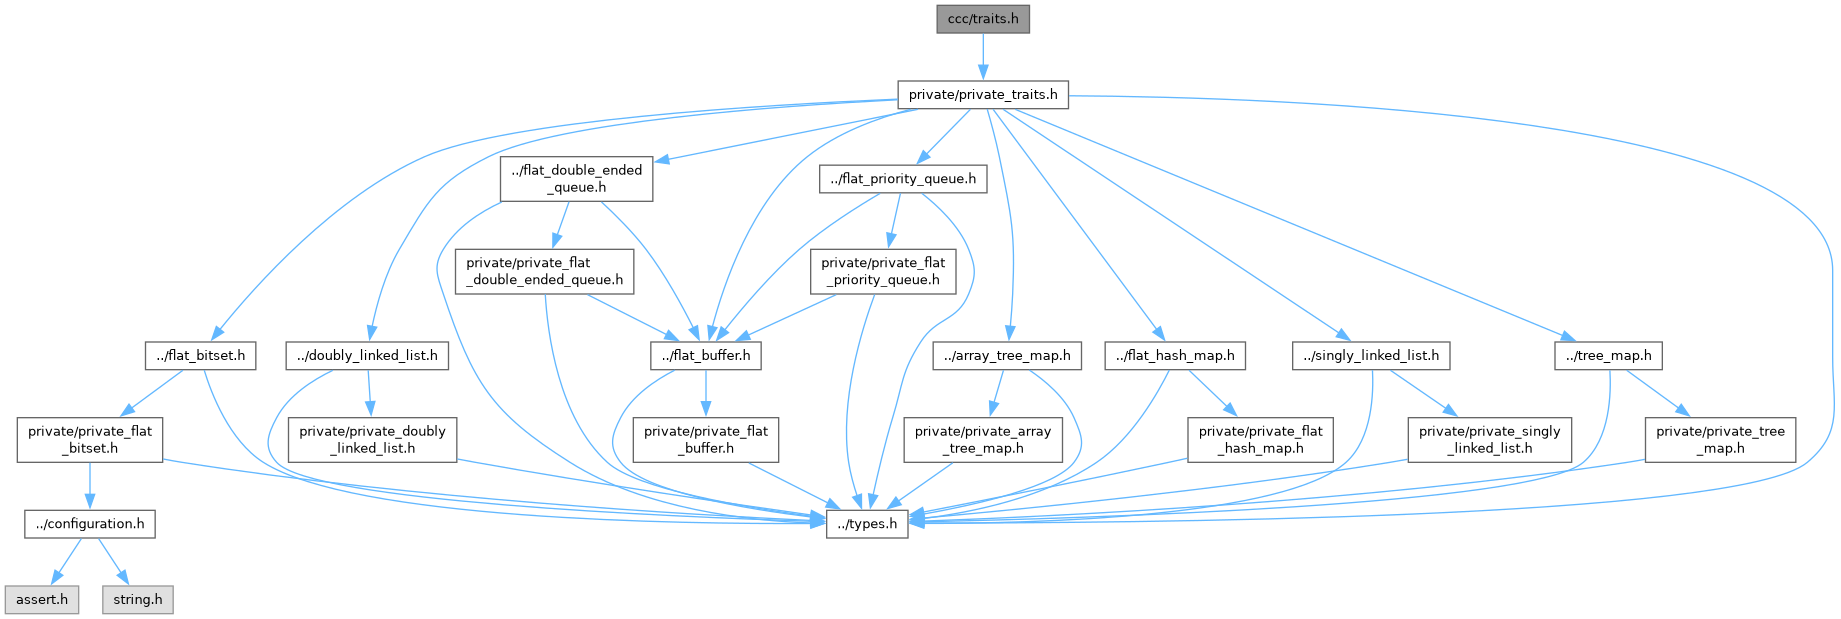 ccc/traits.h
private/private_traits.h
../flat_double_ended
_queue.h
../flat_priority_queue.h
private/private_flat
_double_ended_queue.h
private/private_flat
_priority_queue.h
../flat_bitset.h
../doubly_linked_list.h
../flat_buffer.h
../array_tree_map.h
../flat_hash_map.h
../singly_linked_list.h
../tree_map.h
private/private_flat
_bitset.h
private/private_doubly
_linked_list.h
private/private_flat
_buffer.h
private/private_array
_tree_map.h
private/private_flat
_hash_map.h
private/private_singly
_linked_list.h
private/private_tree
_map.h
../configuration.h
../types.h
assert.h
string.h